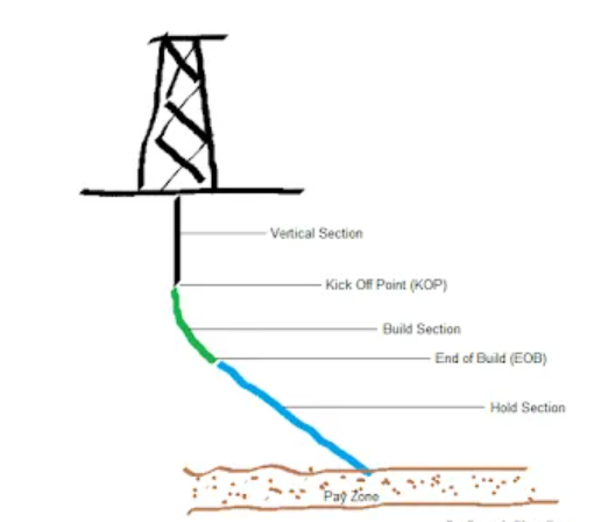 Vertical Section
Kick Off Point (KOP)
Build Section
End of Build (EOB)
Hold Section
Pay Zone